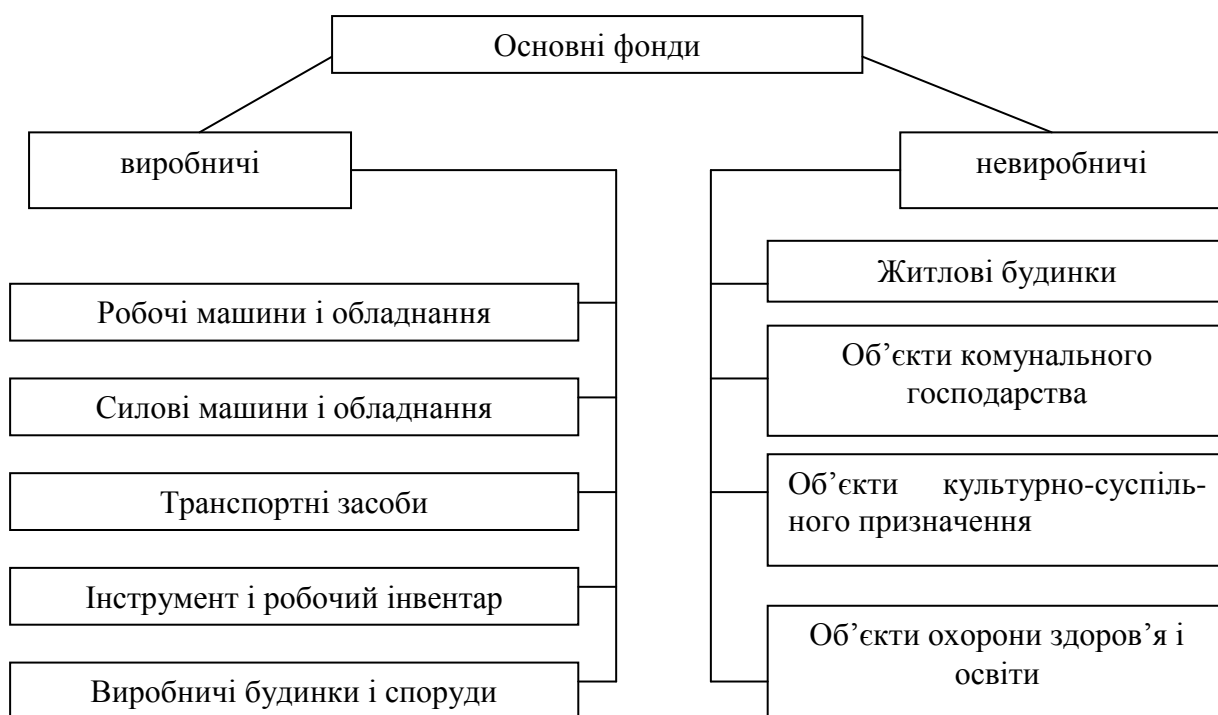 Основні фонди
виробничі
невиробничі
Робочі машини і обладнання
Силові машини і обладнання
Транспортні засоби
Інструмент і робочий інвентар
Виробничі будинки і споруди
Житлові будинки
Об’єкти комунального
господарства
Об’єкти культурно-суспіль-
ного призначення
Об’єкти охорони здоров’я і
освіти